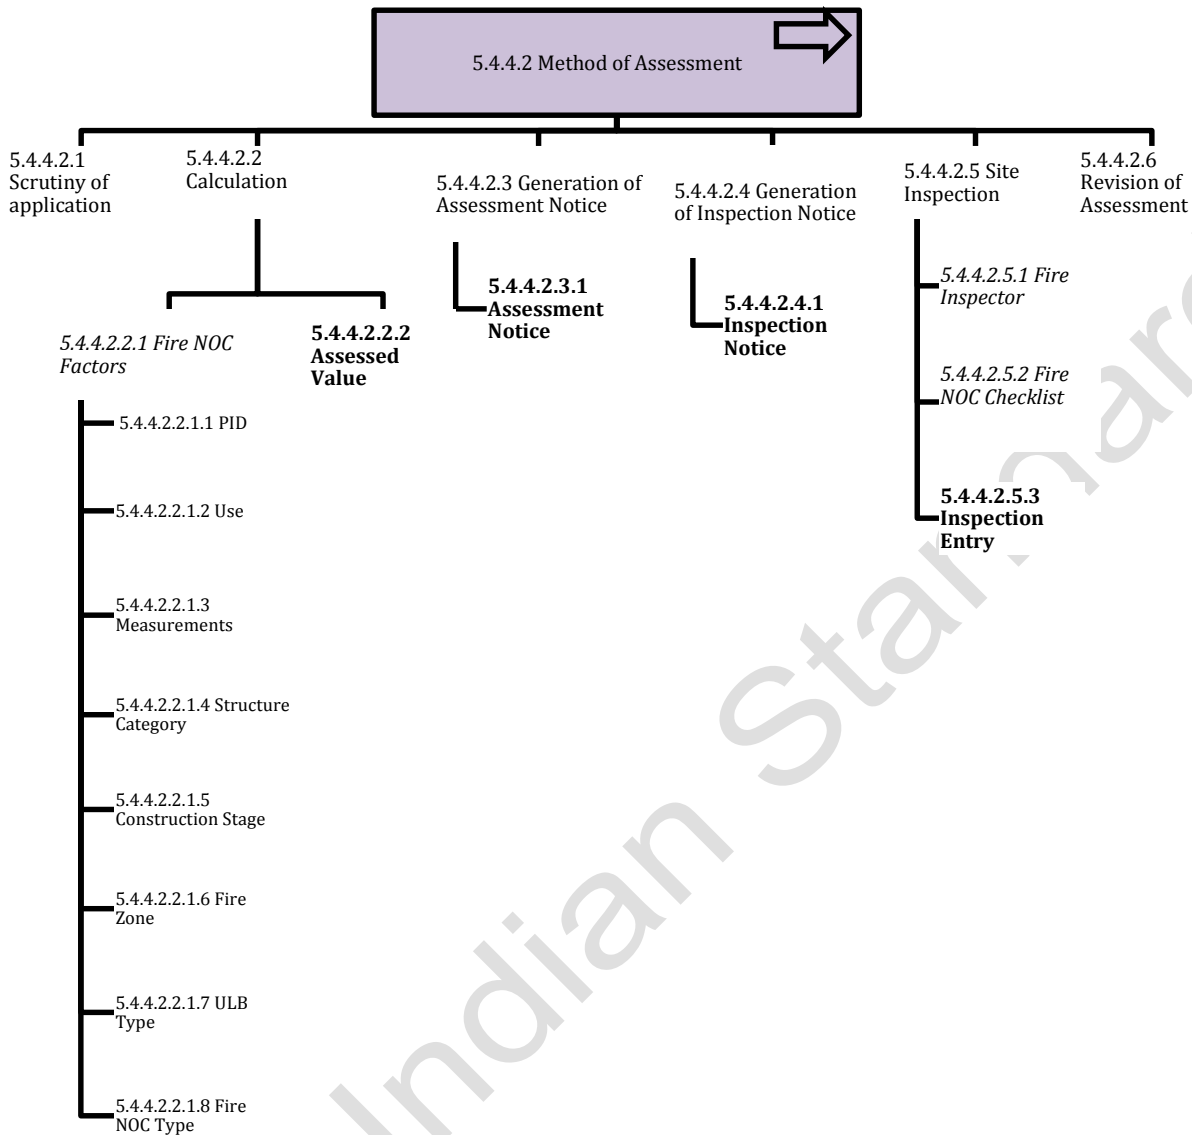 5.4.4.2 Method of Assessment
5.4.4.2.1
Scrutiny of
application
5.4.4.2.2
Calculation
5.4.4.2.3 Generation of
Assessment Notice
5.4.4.2.4 Generation
of Inspection Notice
5.4.4.2.5 Site
Inspection
5.4.4.2.6
Revision of
Assessment
5.4.4.2.2.1 Fire NOC
Factors
5.4.4.2.2.2
Assessed
Value
5.4.4.2.3.1
Assessment
Notice
5.4.4.2.4.1
Inspection
Notice
5.4.4.2.5.1 Fire
Inspector
5.4.4.2.5.2 Fire
NOC Checklist
5.4.4.2.5.3
Inspection
Entry
5.4.4.2.2.1.1 PID
5.4.4.2.2.1.2 Use
5.4.4.2.2.1.3
Measurements
5.4.4.2.2.1.4 Structure
Category
5.4.4.2.2.1.5
Construction Stage
5.4.4.2.2.1.6 Fire
Zone
5.4.4.2.2.1.7 ULB
Type
5.4.4.2.2.1.8 Fire
NOC Type
Indian